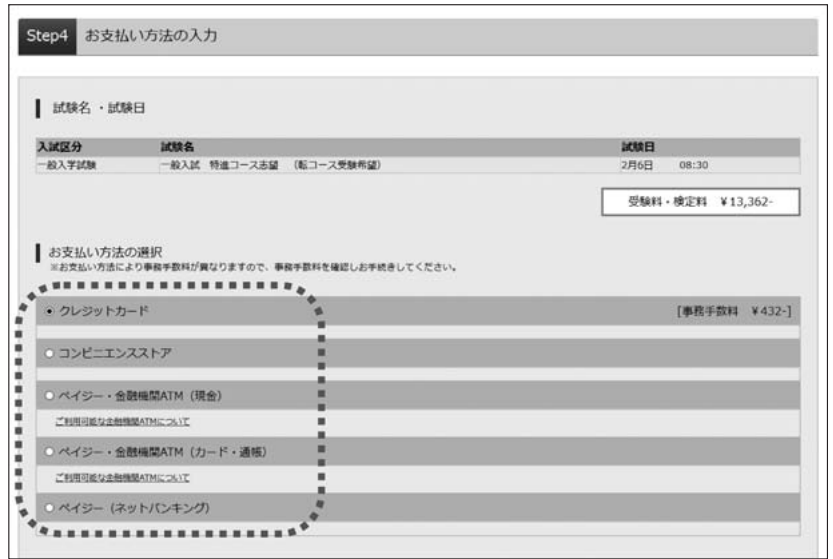 Step4 お支払い方法の入力
試験名・試験日
入試区分 試験名 試験日
一般入学試験 一般入試 特進コース志望 （転コース受験希望） 2月6日 08:30
受験料・検定料 ￥13,362-
お支払い方法の選択
※お支払い方法により事務手数料が異なりますので、事務手数料を確認しお手続きしてください。
クレジットカード [事務手数料 ￥432-]
コンビニエンスストア
ペイジー・金融機関ATM（現金）
ご利用可能な金融機関ATMについて
ペイジー・金融機関ATM（カード・通帳）
ご利用可能な金融機関ATMについて
ペイジー（ネットバンキング）